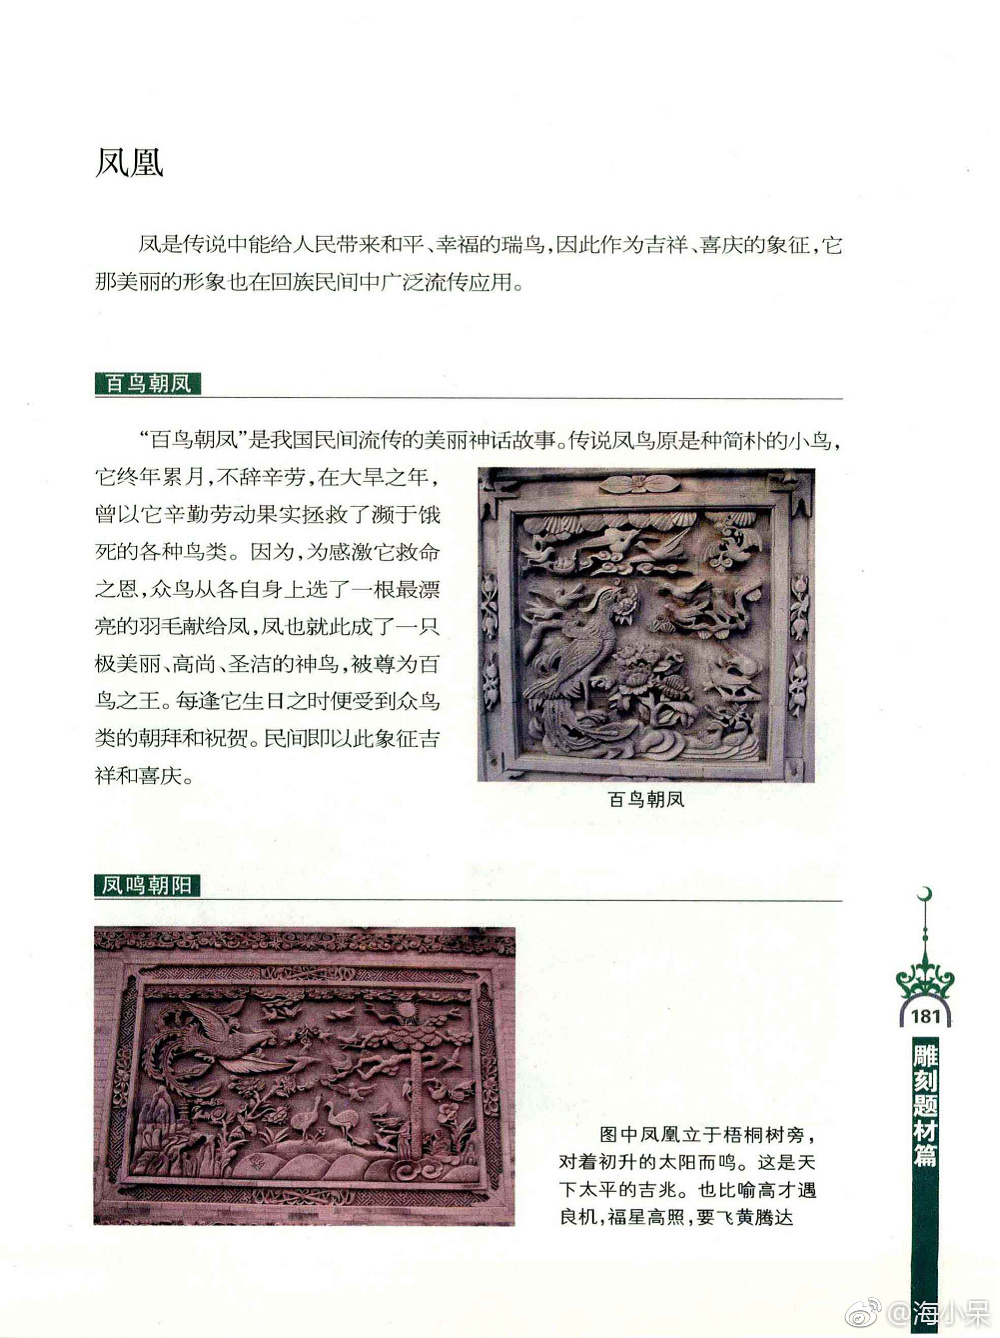 凤凰
凤是传说中能给人民带来和平、幸福的瑞鸟,因此作为吉祥、喜庆的象征,它
那美丽的形象也在回族民间中广泛流传应用。
百鸟朝凤
“百鸟朝凤”是我国民间流传的美丽神话故事。传说凤鸟原是种简朴的小鸟,
它终年累月,不辞辛劳,在大旱之年,
曾以它辛勤劳动果实拯救了濒于饿
死的各种鸟类。因为,为感激它救命
之恩,众鸟从各自身上选了一根最漂
亮的羽毛献给凤,凤也就此成了一只
极美丽、高尚、圣洁的神鸟,被尊为百
鸟之王。每逢它生日之时便受到众鸟
类的朝拜和祝贺。民间即以此象征吉
祥和喜庆。
百鸟朝凤
凤鸣朝阳
图中凤凰立于梧桐树旁,
对着初升的太阳而鸣。这是天
下太平的吉兆。也比喻高才遇
良机,福星高照,要飞黄腾达
181
雕刻题材篇
@海小呆